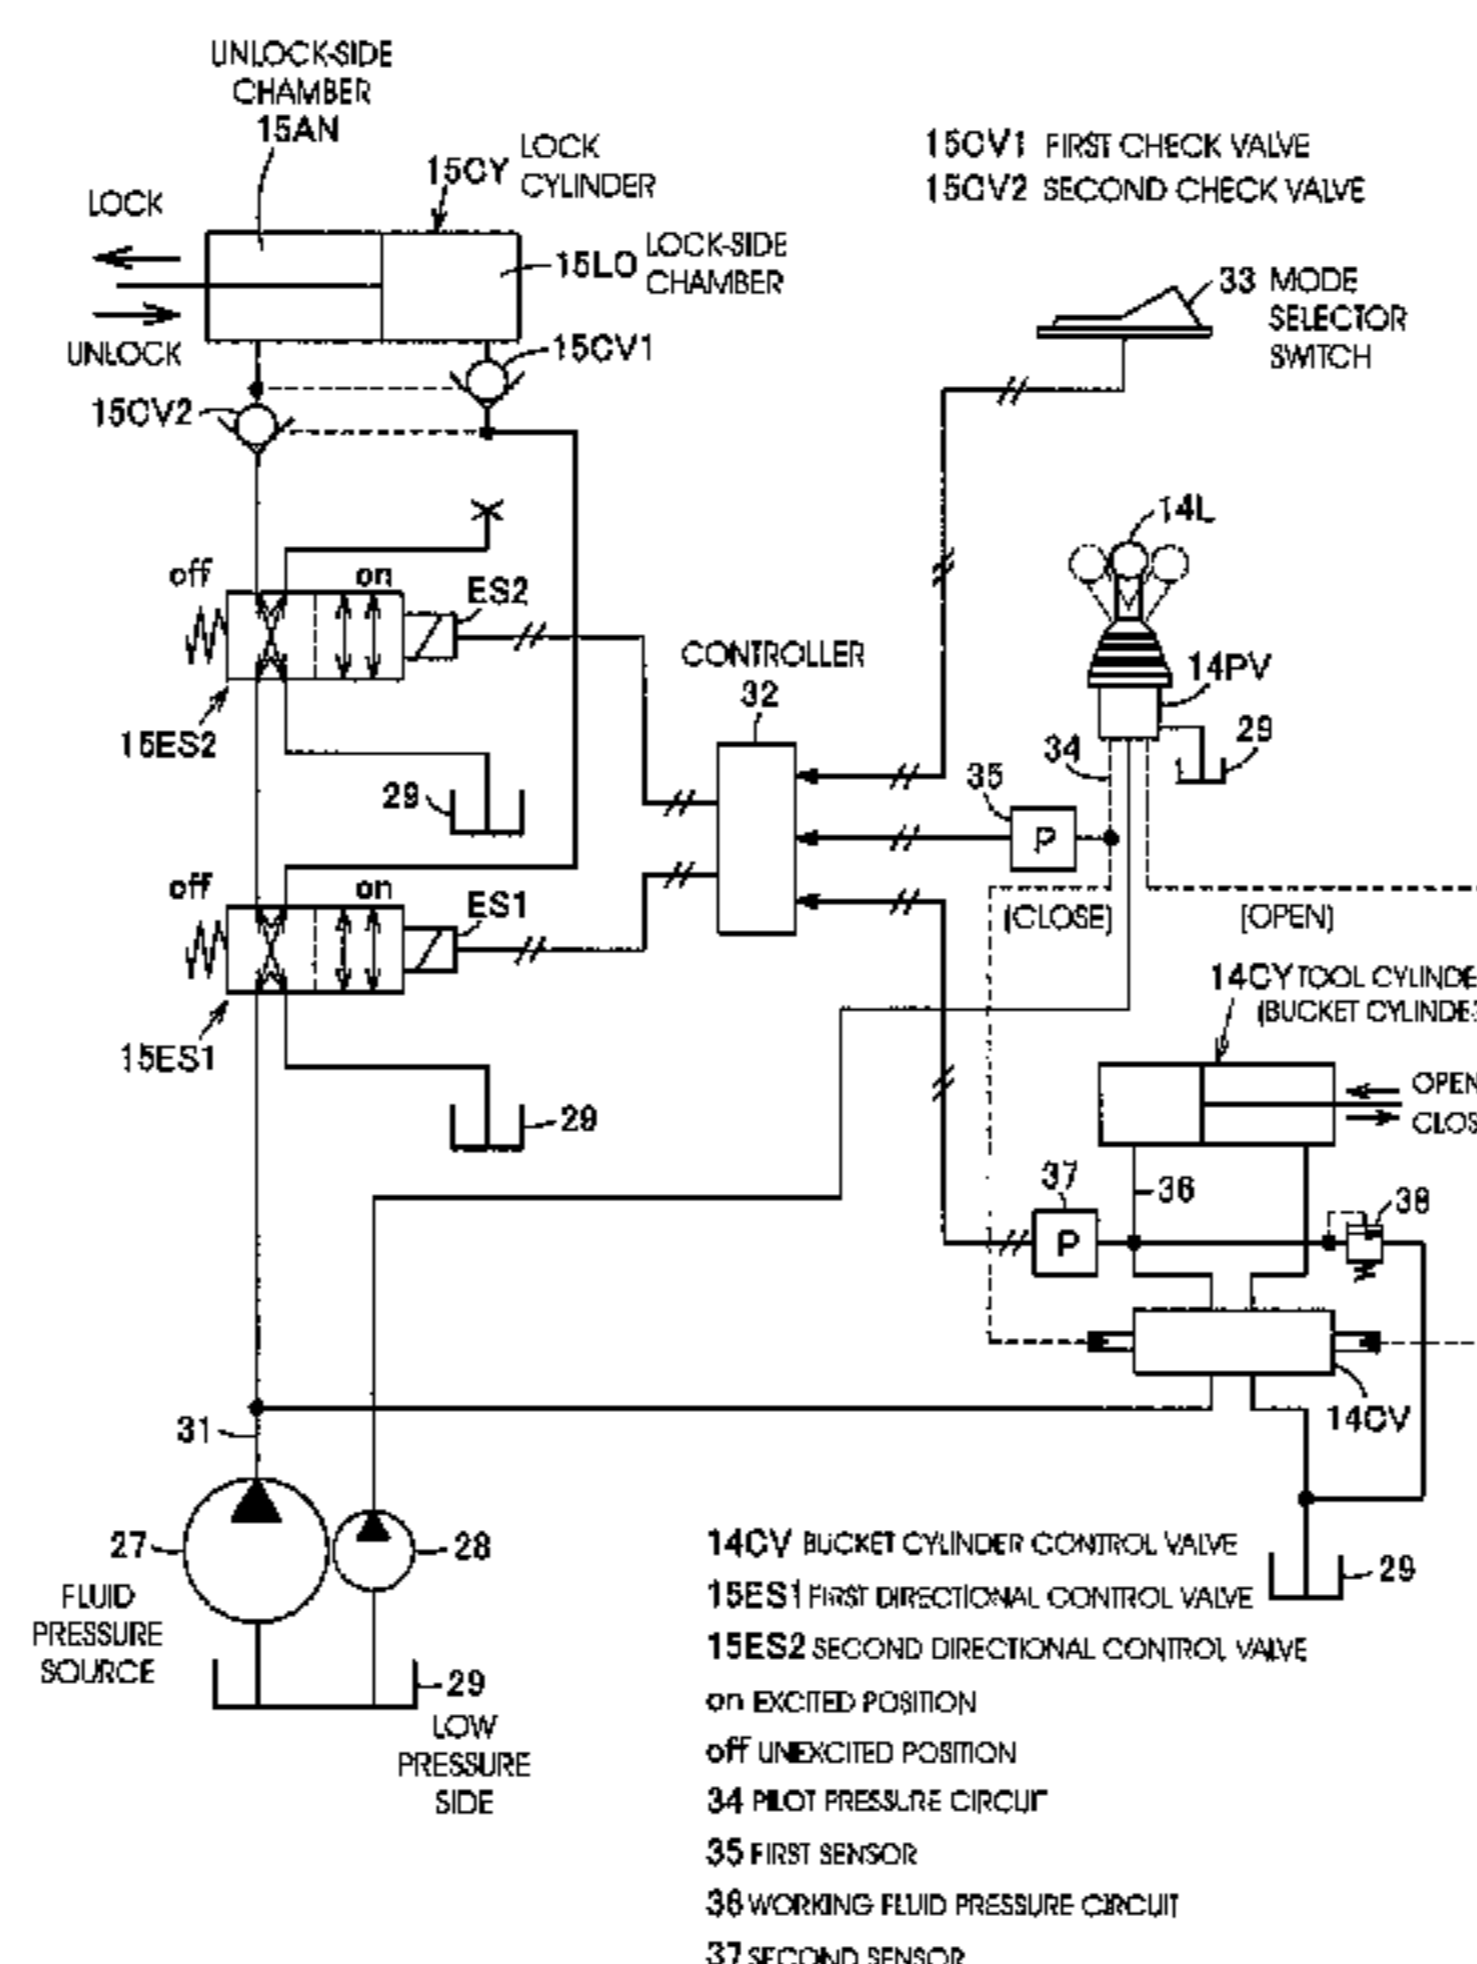 UNLOCK-SIDE
CHAMBER
15AN
15CY
LOCK
CYLINDER
15CV1 FIRST CHECK VALVE
15CV2 SECOND CHECK VALVE
LOCK
15LO
LOCK-SIDE
CHAMBER
UNLOCK
15CV1
15CV2
33 MODE
SELECTOR
SWITCH
14L
off
on
ES2
15ES2
CONTROLLER
32
14PV
29
34
35
P
29
off
on
ES1
15ES1
(CLOSE)
(OPEN)
14CY TOOL CYLINDE
(BUCKET CYLINDE
OPEN
CLOS
29
37
P
36
38
14CV
31
27
28
FLUID
PRESSURE
SOURCE
29
LOW
PRESSURE
SIDE
29
14CV BUCKET CYLINDER CONTROL VALVE
15ES1 FIRST DIRECTIONAL CONTROL VALVE
15ES2 SECOND DIRECTIONAL CONTROL VALVE
on EXCITED POSITION
off UNEXCITED POSITION
34 PILOT PRESSURE CIRCUIT
35 FIRST SENSOR
36 WORKING FLUID PRESSURE CIRCUIT
37 SECOND SENSOR